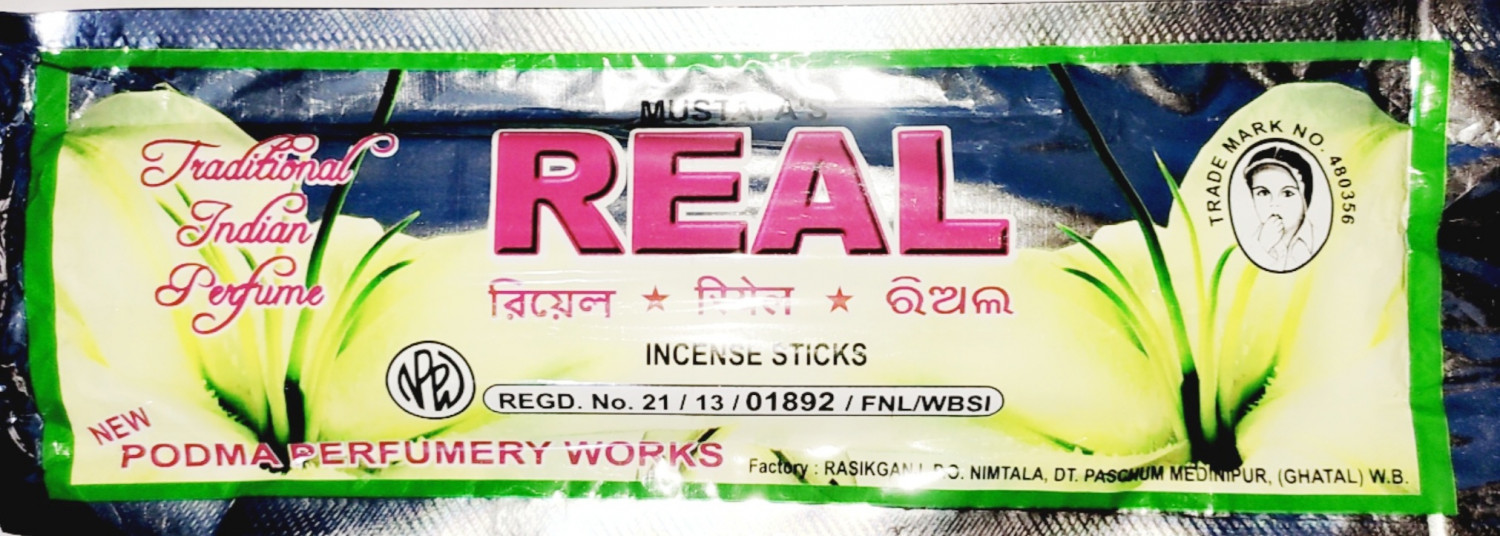 MUSTAFA'S
REAL
Traditional
Indian
Perfume
TRADE MARK NO. 480356
রিয়েল ★ रियेल ★ ରିଅଲ
INCENSE STICKS
NPPW
REGD. No. 21 / 13 / 01892 / FNL/WBSI
NEW
PODMA PERFUMERY WORKS
Factory : RASIKGANJ, P.O. NIMTALA, DT. PASCHUM MEDINIPUR, (GHATAL) W.B.